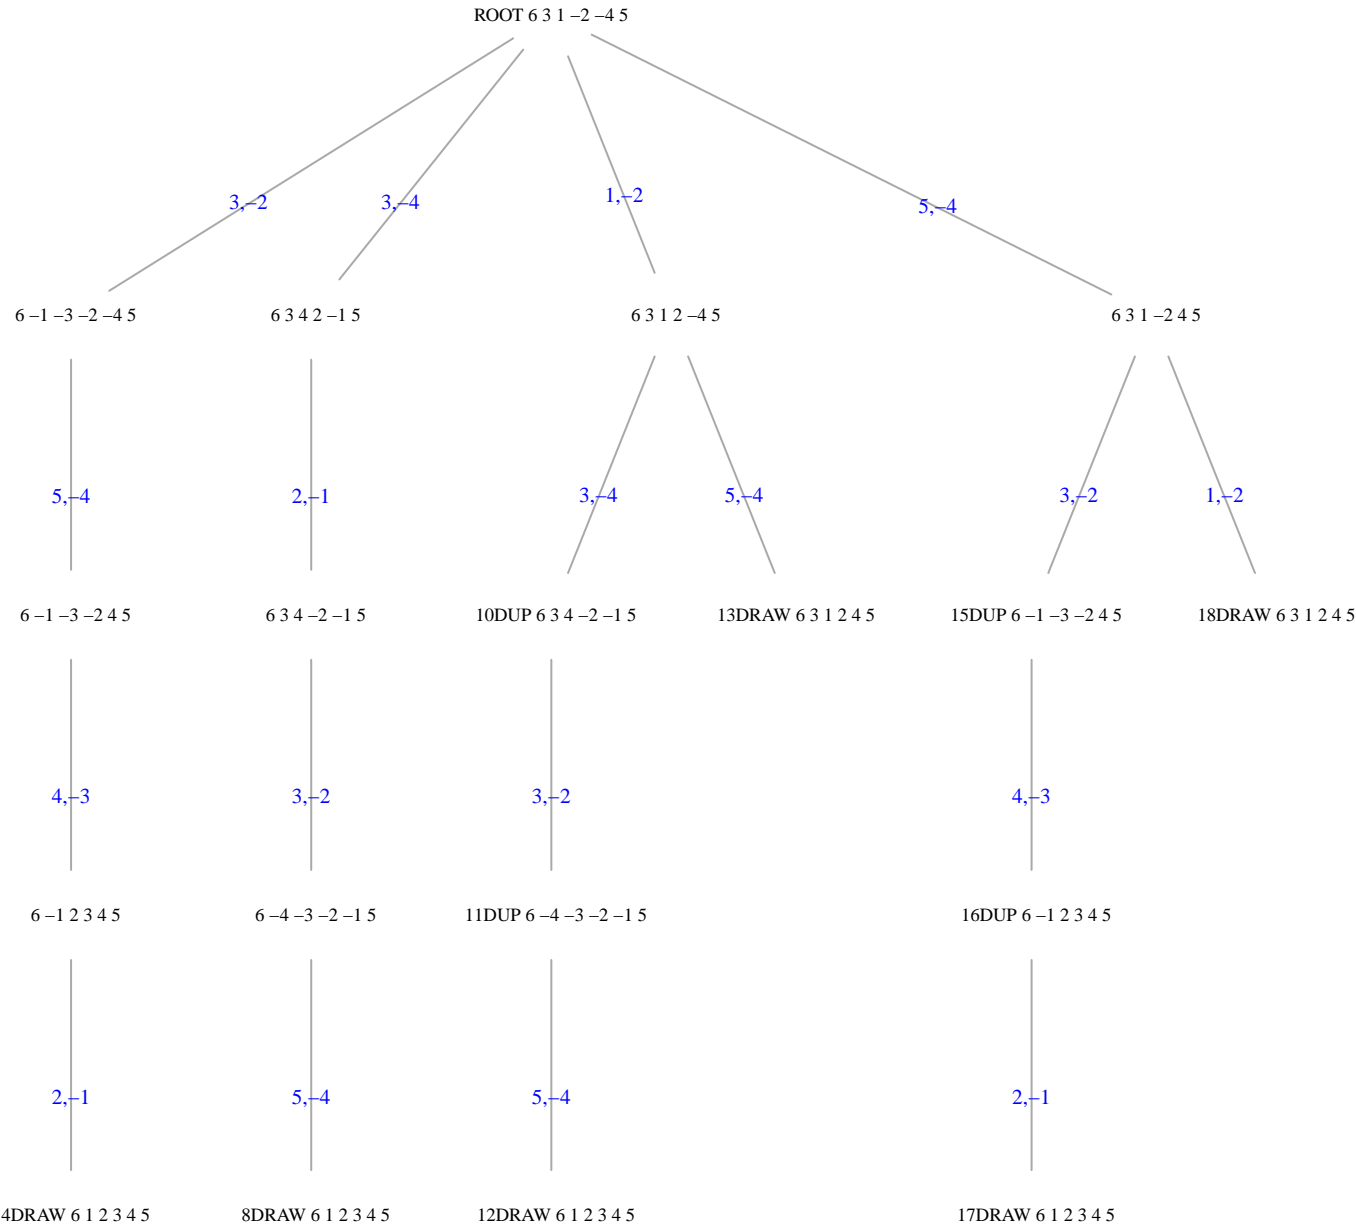 ROOT 6 3 1 –2 –4 5
3,–2
3,–4
1,–2
5,–4
6 –1 –3 –2 –4 5
6 3 4 2 –1 5
6 3 1 2 –4 5
6 3 1 –2 4 5
5,–4
2,–1
3,–4
5,–4
3,–2
1,–2
6 –1 –3 –2 4 5
6 3 4 –2 –1 5
10DUP 6 3 4 –2 –1 5
13DRAW 6 3 1 2 4 5
15DUP 6 –1 –3 –2 4 5
18DRAW 6 3 1 2 4 5
4,–3
3,–2
3,–2
4,–3
6 –1 2 3 4 5
6 –4 –3 –2 –1 5
11DUP 6 –4 –3 –2 –1 5
16DUP 6 –1 2 3 4 5
2,–1
5,–4
5,–4
2,–1
4DRAW 6 1 2 3 4 5
8DRAW 6 1 2 3 4 5
12DRAW 6 1 2 3 4 5
17DRAW 6 1 2 3 4 5